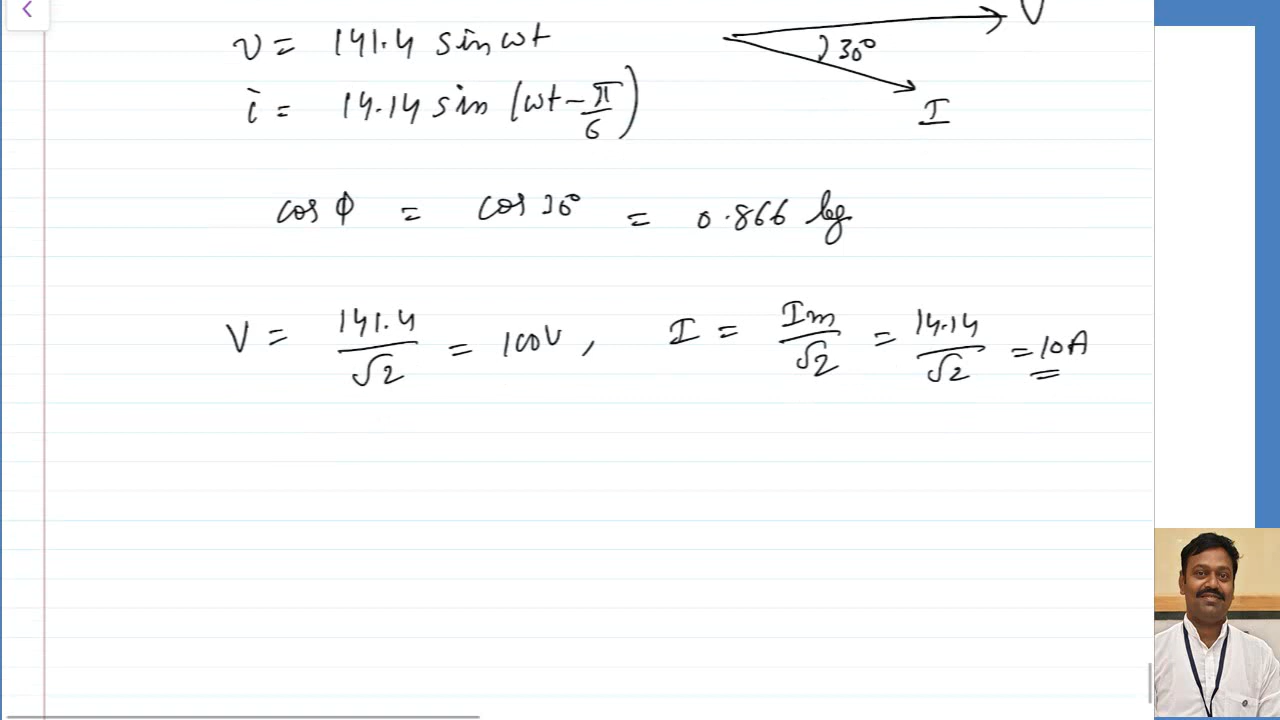 V
v = 141.4 sin ωt
30°
i = 14.14 sin (ωt - π/6)
I
cos ϕ = cos 30° = 0.866 lag
V = 141.4/√2 = 100V, I = Im/√2 = 14.14/√2 = 10A